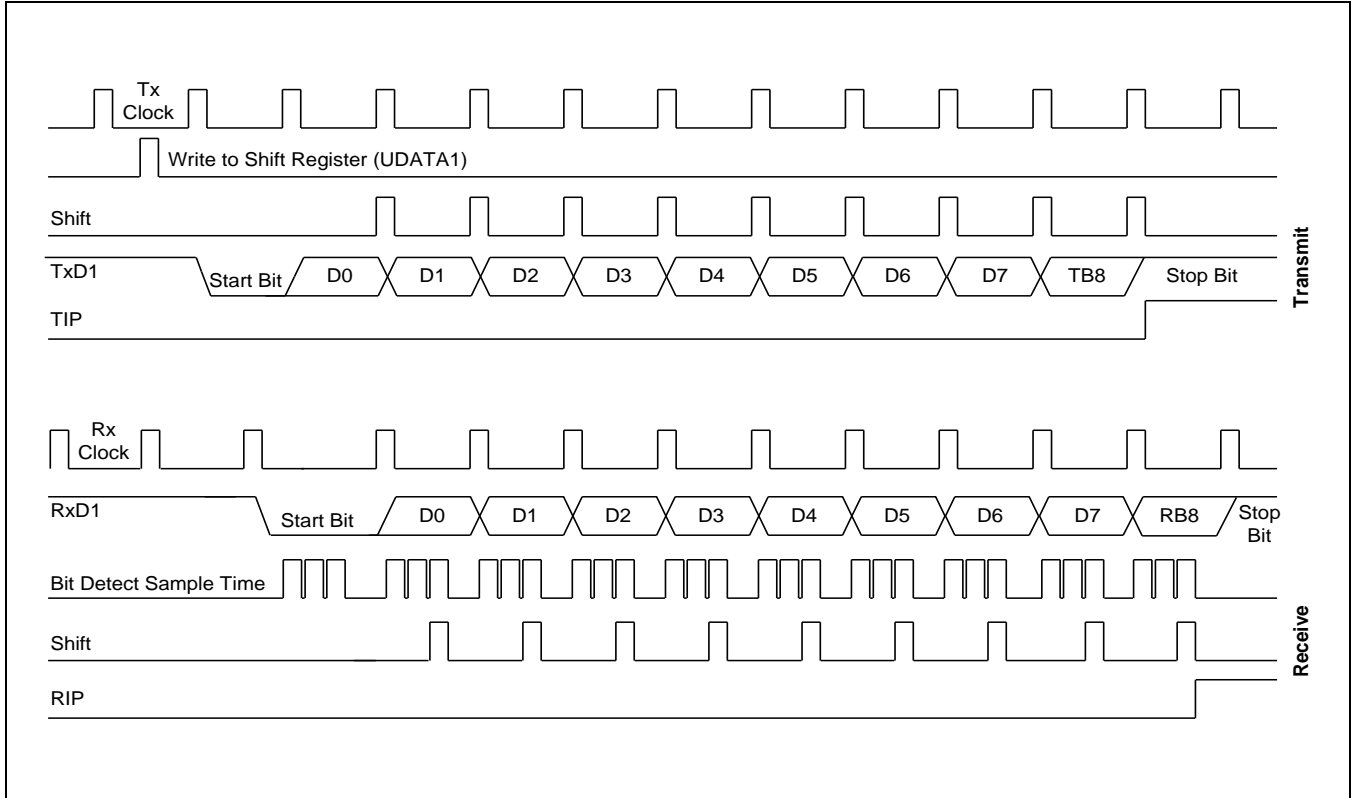 Tx
Clock
Write to Shift Register (UDATA1)
Shift
TxD1
Start Bit
D0
D1
D2
D3
D4
D5
D6
D7
TB8
Stop Bit
TIP
Transmit
Rx
Clock
RxD1
Start Bit
D0
D1
D2
D3
D4
D5
D6
D7
RB8
Stop
Bit
Bit Detect Sample Time
Shift
RIP
Receive